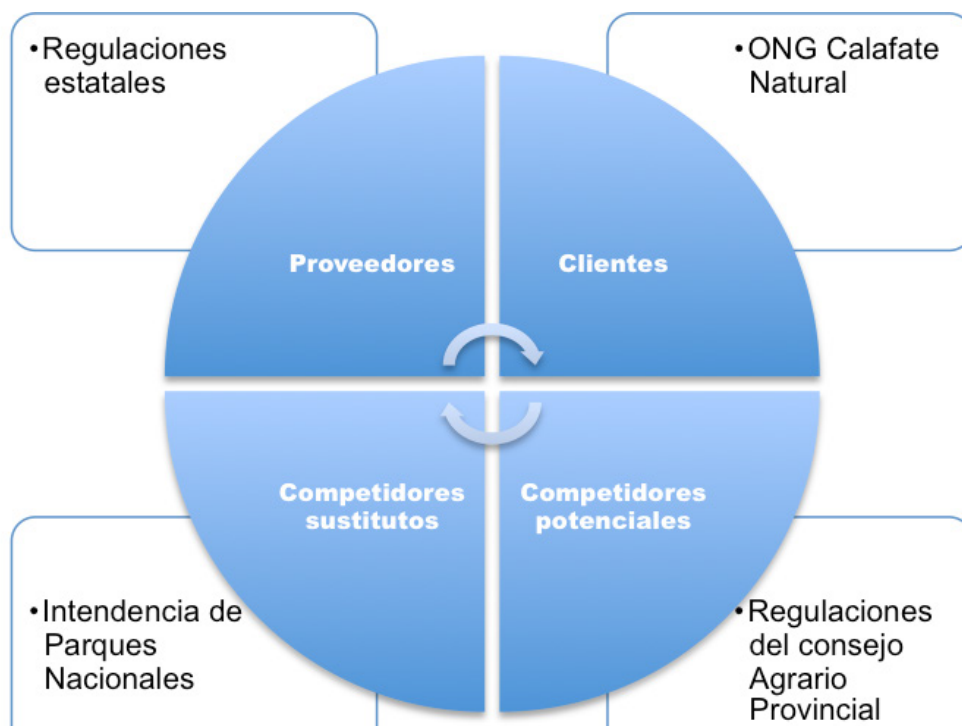 •Regulaciones
estatales
•ONG Calafate
Natural
Proveedores
Clientes
Competidores
sustitutos
Competidores
potenciales
•Intendencia de
Parques
Nacionales
•Regulaciones
del consejo
Agrario
Provincial